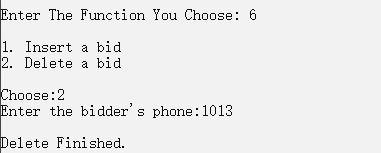 Enter The Function You Choose: 6
1. Insert a bid
2. Delete a bid
Choose:2
Enter the bidder's phone:1013
Delete Finished.